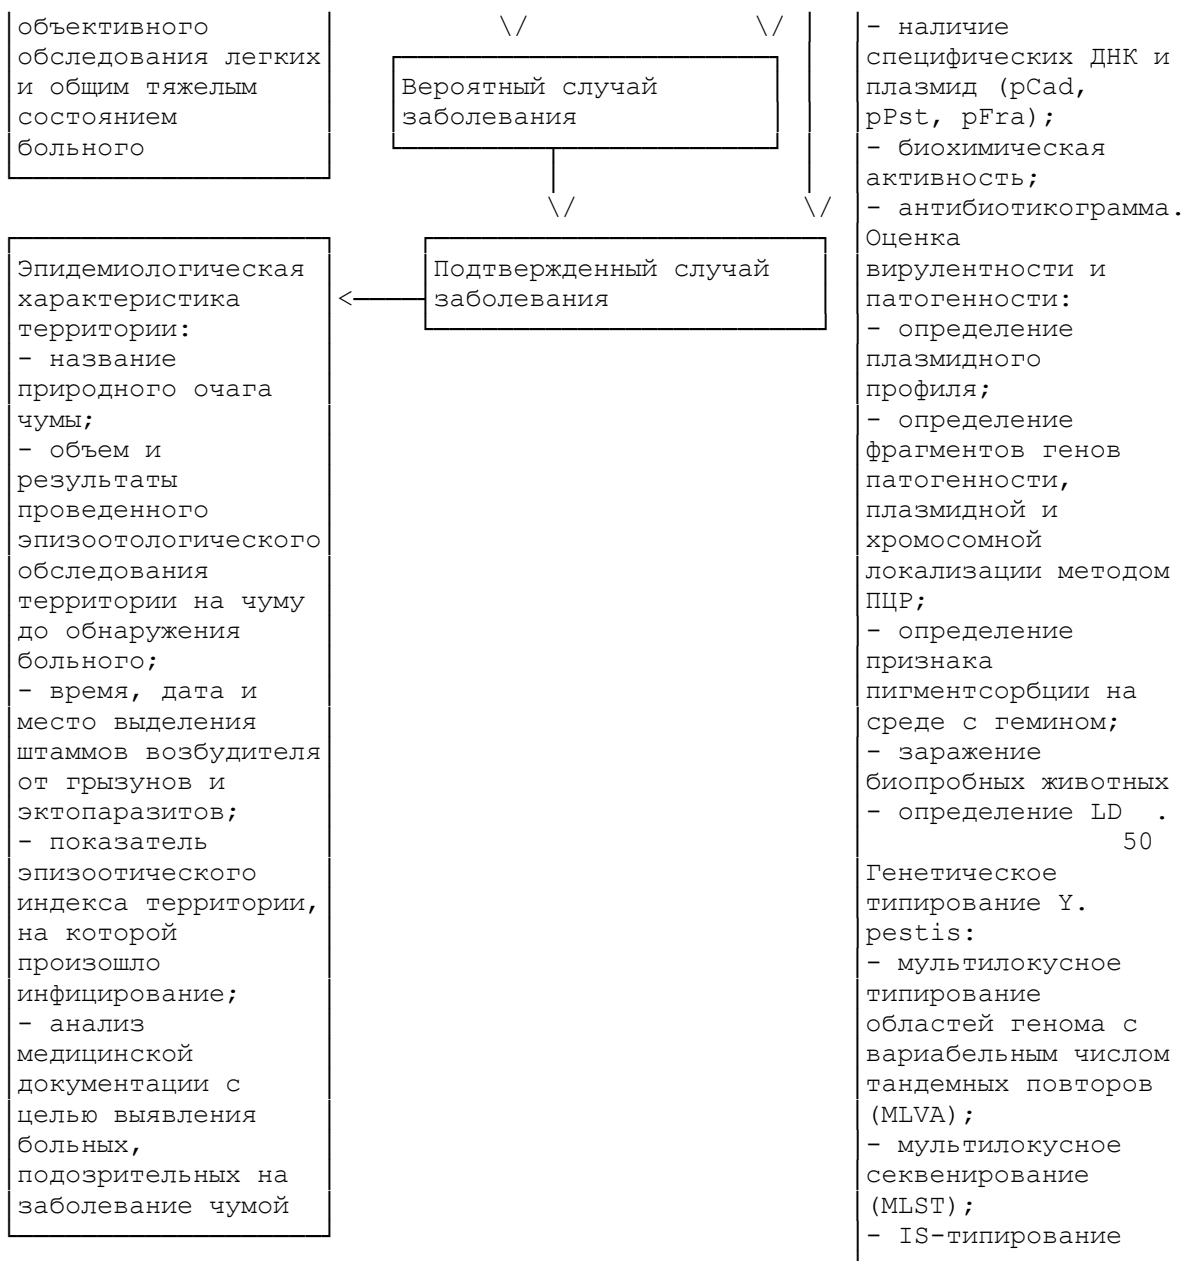 объективного
обследования легких
и общим тяжелым
состоянием
больного
Вероятный случай
заболевания
Эпидемиологическая
характеристика
территории:
- название
природного очага
чумы;
- объем и
результаты
проведенного
эпизоотологического
обследования
территории на чуму
до обнаружения
больного;
- время, дата и
место выделения
штаммов возбудителя
от грызунов и
эктопаразитов;
- показатель
эпизоотического
индекса территории,
на которой
произошло
инфицирование;
- анализ
медицинской
документации с
целью выявления
больных,
подозрительных на
заболевание чумой
Подтвержденный случай
заболевания
- наличие
специфических ДНК и
плазмид (pCad,
pPst, pFra);
- биохимическая
активность;
- антибиотикограмма.
Оценка
вирулентности и
патогенности:
- определение
плазмидного
профиля;
- определение
фрагментов генов
патогенности,
плазмидной и
хромосомной
локализации методом
ПЦР;
- определение
признака
пигментсорбции на
среде с гемином;
- заражение
биопробных животных
- определение LD .
50
Генетическое
типирование Y.
pestis:
- мультилокусное
типирование
областей генома с
вариабельным числом
тандемных повторов
(MLVA);
- мультилокусное
секвенирование
(MLST);
- IS-типирование